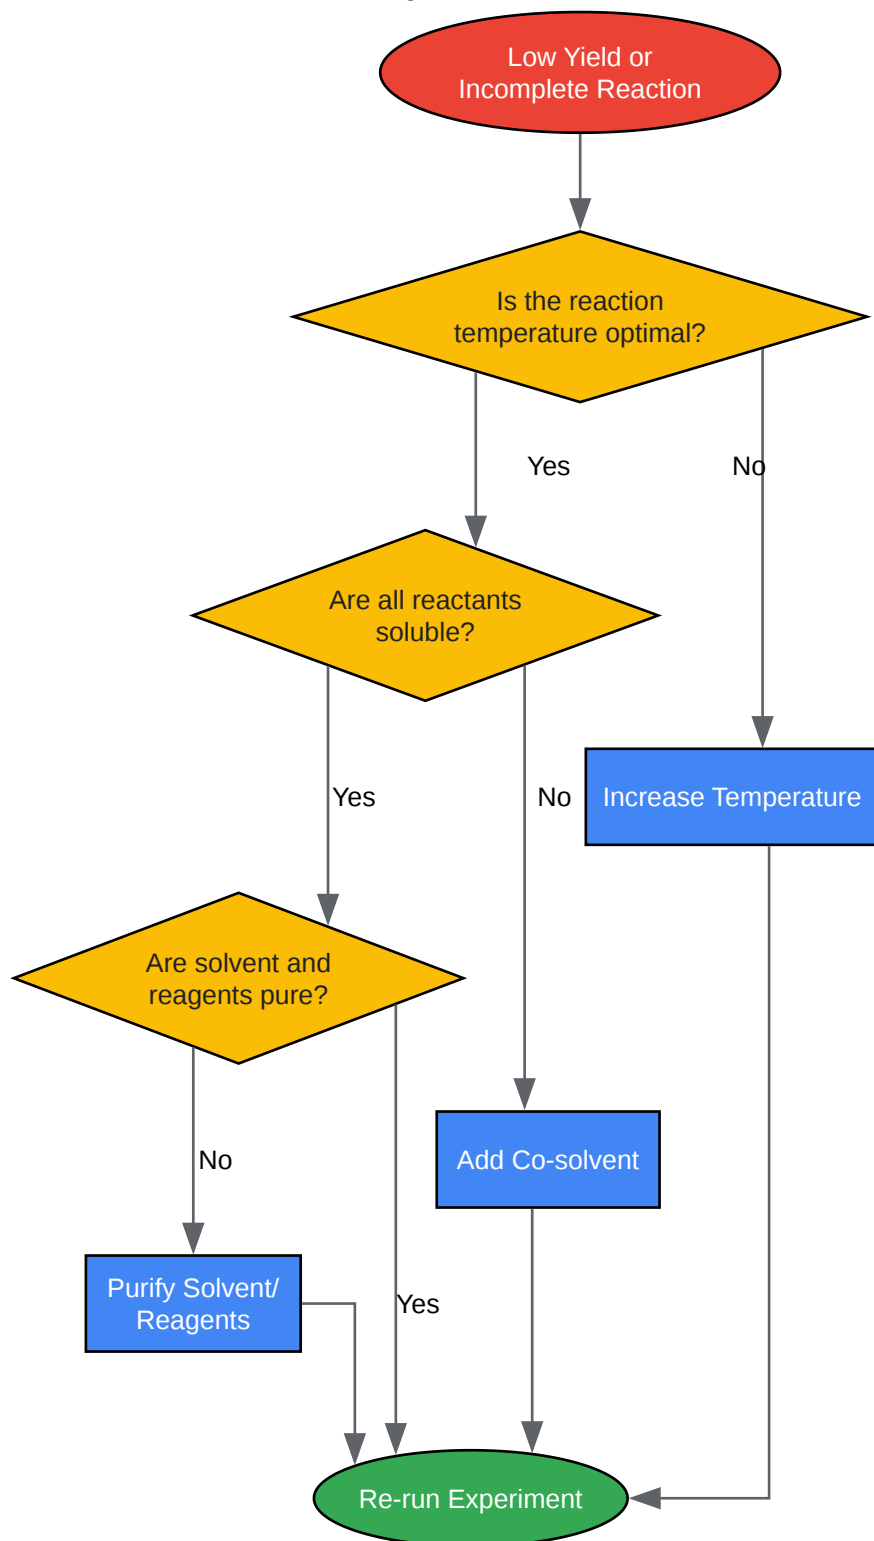 Low Yield or
Incomplete Reaction
Is the reaction
temperature optimal?
Yes
No
Are all reactants
soluble?
Yes
No
Increase Temperature
Are solvent and
reagents pure?
No
Add Co-solvent
Purify Solvent/
Reagents
Yes
Re-run Experiment